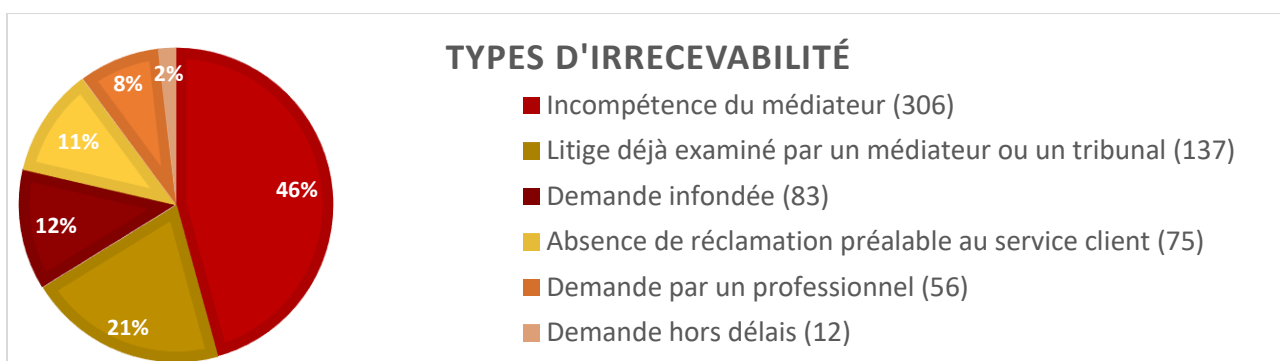 TYPES D'IRRECEVABILITÉ
Incompétence du médiateur (306)
Litige déjà examiné par un médiateur ou un tribunal (137)
Demande infondée (83)
Absence de réclamation préalable au service client (75)
Demande par un professionnel (56)
Demande hors délais (12)
46%
21%
12%
11%
8%
2%